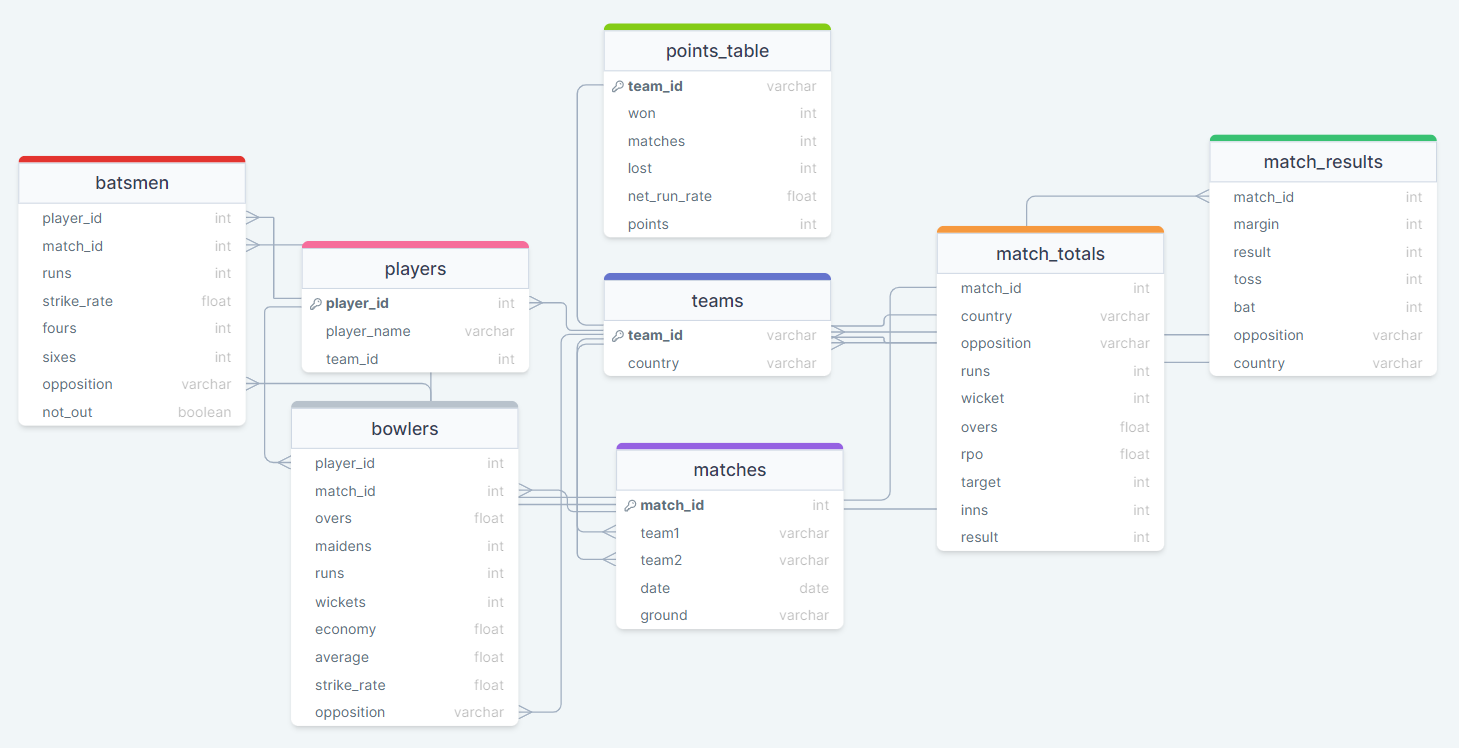 points_table
team_id varchar
won int
matches int
lost int
net_run_rate float
points int
batsmen
player_id int
match_id int
runs int
strike_rate float
fours int
sixes int
opposition varchar
not_out boolean
players
player_id int
player_name varchar
team_id int
teams
team_id varchar
country varchar
match_totals
match_id int
country varchar
opposition varchar
runs int
wicket int
overs float
rpo float
target int
inns int
result int
match_results
match_id int
margin int
result int
toss int
bat int
opposition varchar
country varchar
bowlers
player_id int
match_id int
overs float
maidens int
runs int
wickets int
economy float
average float
strike_rate float
opposition varchar
matches
match_id int
team1 varchar
team2 varchar
date date
ground varchar